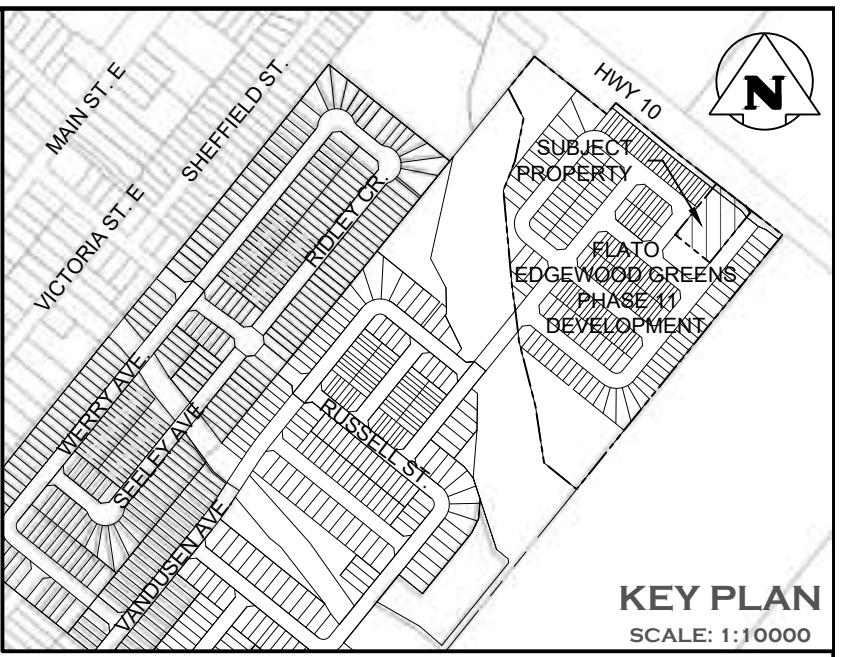 MAIN ST. E
SHEFFIELD ST.
HWY 10
N
VICTORIA ST. E
RIDLEY CR.
SUBJECT
PROPERTY
FLATO
EDGEWOOD GREENS
PHASE 11
DEVELOPMENT
WERRY AVE.
SEELEY AVE.
RUSSELL ST.
VANDUSEN AVE.
KEY PLAN
SCALE: 1:10000